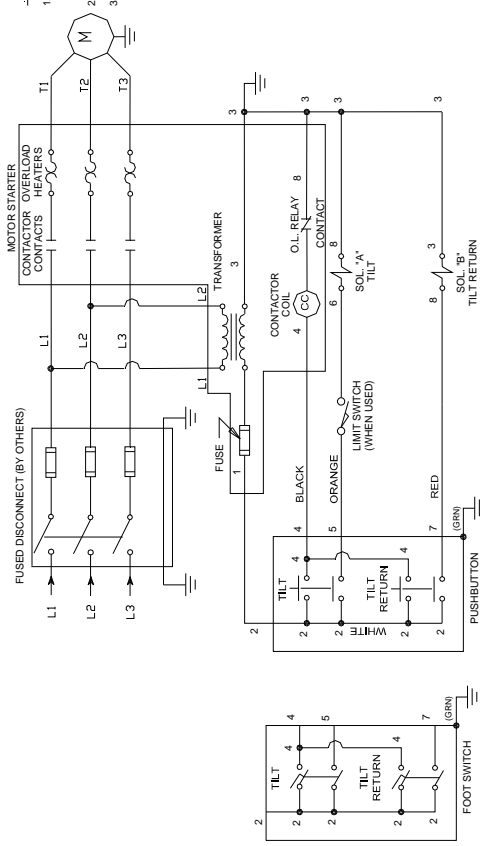 MOTOR STARTER
CONTACTOR
CONTACTS
OVERLOAD
HEATERS
FUSED DISCONNECT (BY OTHERS)
L1
L1
T1
L2
L2
T2
M
L3
L3
T3
1
2
3
L1
L2
TRANSFORMER
FUSE
1
3
3
2
CONTACTOR
COIL
O.L. RELAY
CONTACT
TILT
4
4
BLACK
4
CC
8
3
2
2
5
ORANGE
6
8
3
LIMIT SWITCH
(WHEN USED)
SOL. "A"
TILT
WHITE
TILT
RETURN
4
2
2
7
RED
8
3
SOL. "B"
TILT RETURN
(GRN)
PUSHBUTTON
2
TILT
4
4
2
2
5
TILT
RETURN
4
2
2
7
(GRN)
FOOT SWITCH